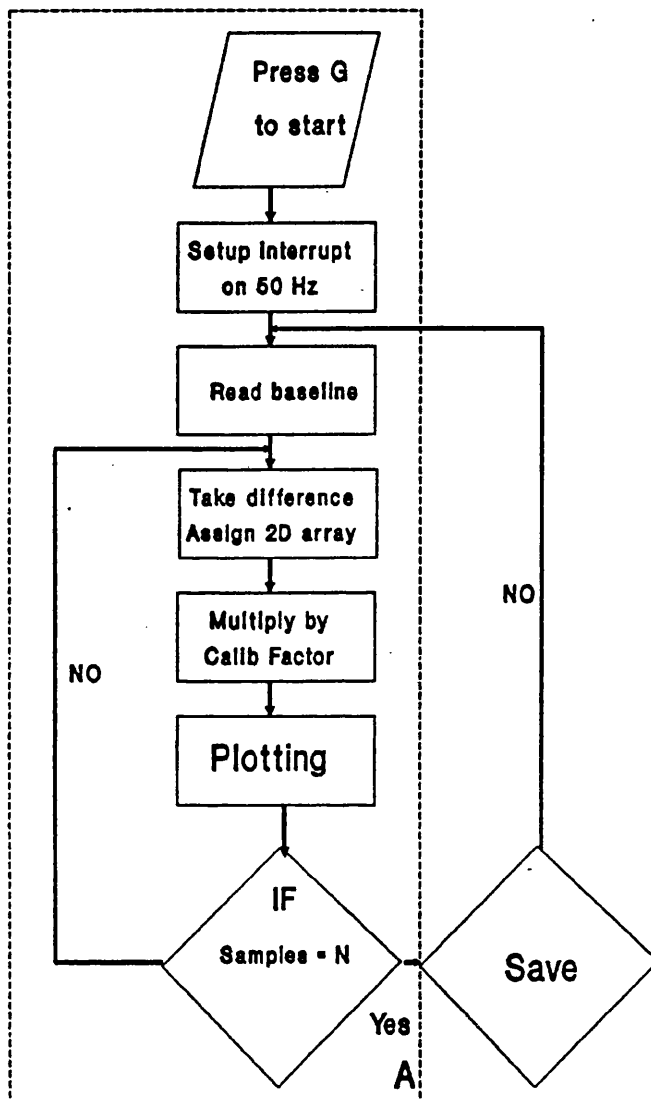 Press G
to start
Setup interrupt
on 50 Hz
Read baseline
Take difference
Assign 2D array
NO
Multiply by
Calib Factor
NO
Plotting
IF
Samples = N
Save
Yes
A